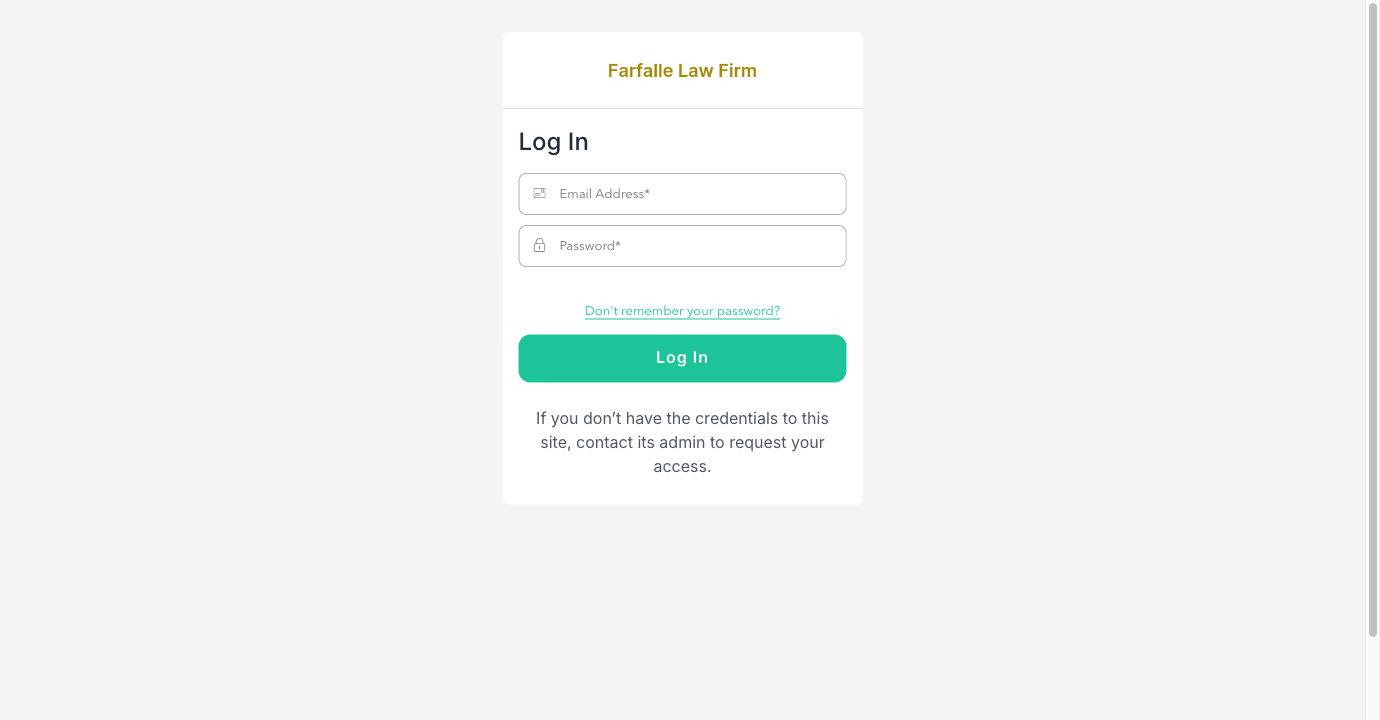 Farfalle Law Firm
Log In
Email Address*
Password*
Don't remember your password?
Log In
If you don’t have the credentials to this
site, contact its admin to request your
access.